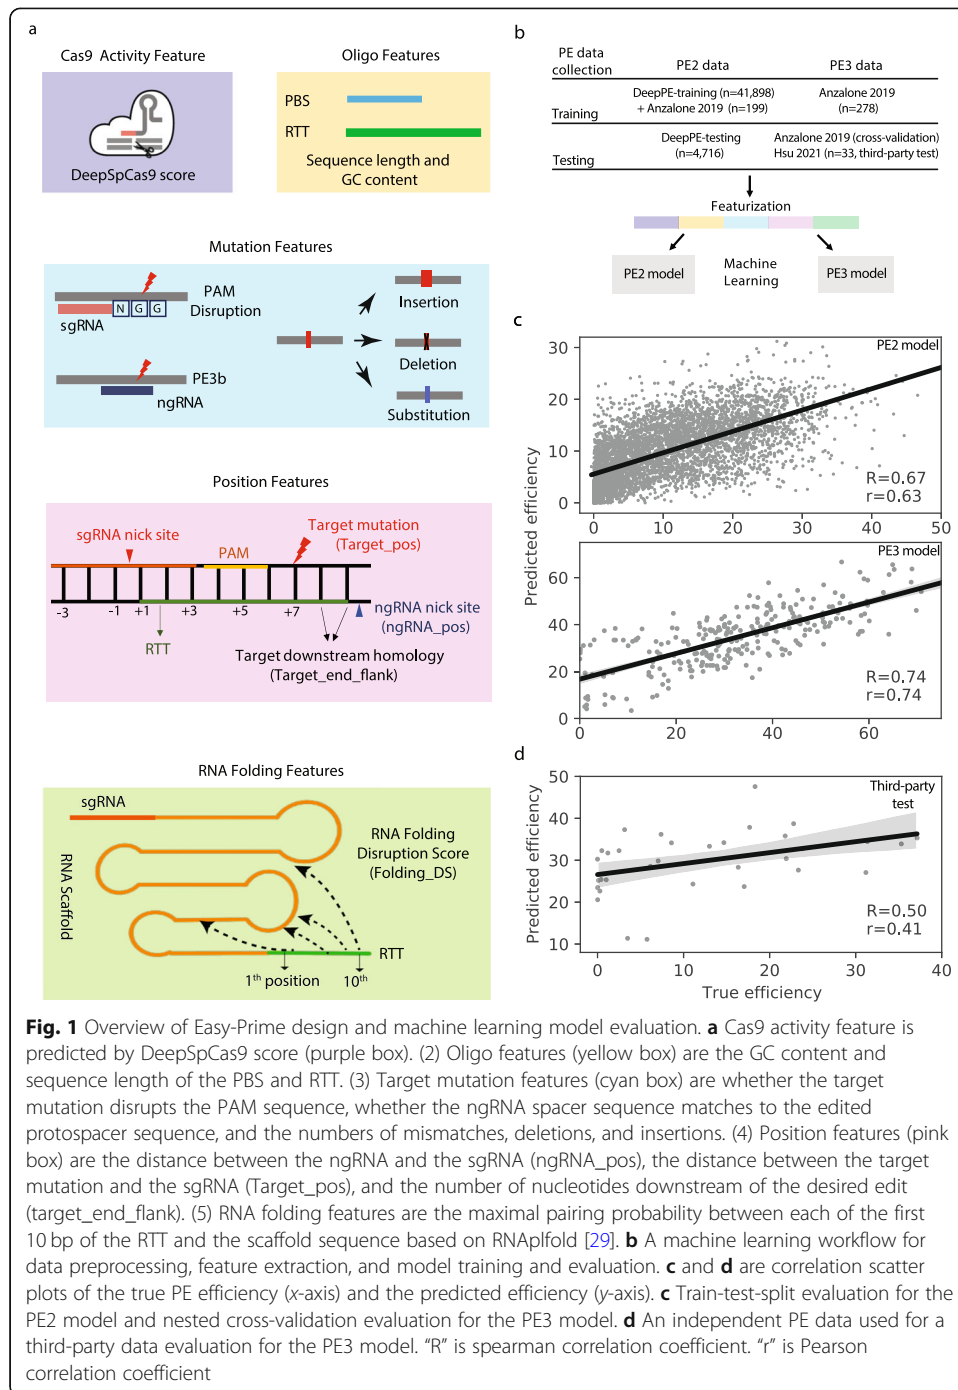 a
Cas9 Activity Feature
DeepSpCas9 score
Oligo Features
PBS
RTT
Sequence length and
GC content
Mutation Features
PAM
Disruption
N G G
sgRNA
PE3b
ngRNA
Insertion
Deletion
Substitution
Position Features
sgRNA nick site
PAM
Target mutation
(Target_pos)
-3
-1
+1
+3
+5
+7
ngRNA nick site
(ngRNA_pos)
RTT
Target downstream homology
(Target_end_flank)
RNA Folding Features
sgRNA
RNA Scaffold
RNA Folding
Disruption Score
(Folding_DS)
RTT
1th position
10th
b
PE data
collection
PE2 data
PE3 data
Training
DeepPE-training (n=41,898)
+ Anzalone 2019 (n=199)
Anzalone 2019
(n=278)
Testing
DeepPE-testing
(n=4,716)
Anzalone 2019 (cross-validation)
Hsu 2021 (n=33, third-party test)
Featurization
PE2 model
Machine
Learning
PE3 model
c
PE2 model
30
20
10
0
R=0.67
r=0.63
0 10 20 30 40 50
Predicted efficiency
PE3 model
60
40
20
0
R=0.74
r=0.74
0 20 40 60
d
Third-party
test
50
40
30
20
10
Predicted efficiency
R=0.50
r=0.41
0 10 20 30 40
True efficiency
Fig. 1 Overview of Easy-Prime design and machine learning model evaluation. a Cas9 activity feature is
predicted by DeepSpCas9 score (purple box). (2) Oligo features (yellow box) are the GC content and
sequence length of the PBS and RTT. (3) Target mutation features (cyan box) are whether the target
mutation disrupts the PAM sequence, whether the ngRNA spacer sequence matches to the edited
protospacer sequence, and the numbers of mismatches, deletions, and insertions. (4) Position features (pink
box) are the distance between the ngRNA and the sgRNA (ngRNA_pos), the distance between the target
mutation and the sgRNA (Target_pos), and the number of nucleotides downstream of the desired edit
(target_end_flank). (5) RNA folding features are the maximal pairing probability between each of the first
10 bp of the RTT and the scaffold sequence based on RNAplfold [29]. b A machine learning workflow for
data preprocessing, feature extraction, and model training and evaluation. c and d are correlation scatter
plots of the true PE efficiency (x-axis) and the predicted efficiency (y-axis). c Train-test-split evaluation for the
PE2 model and nested cross-validation evaluation for the PE3 model. d An independent PE data used for a
third-party data evaluation for the PE3 model. “R” is spearman correlation coefficient. “r” is Pearson
correlation coefficient